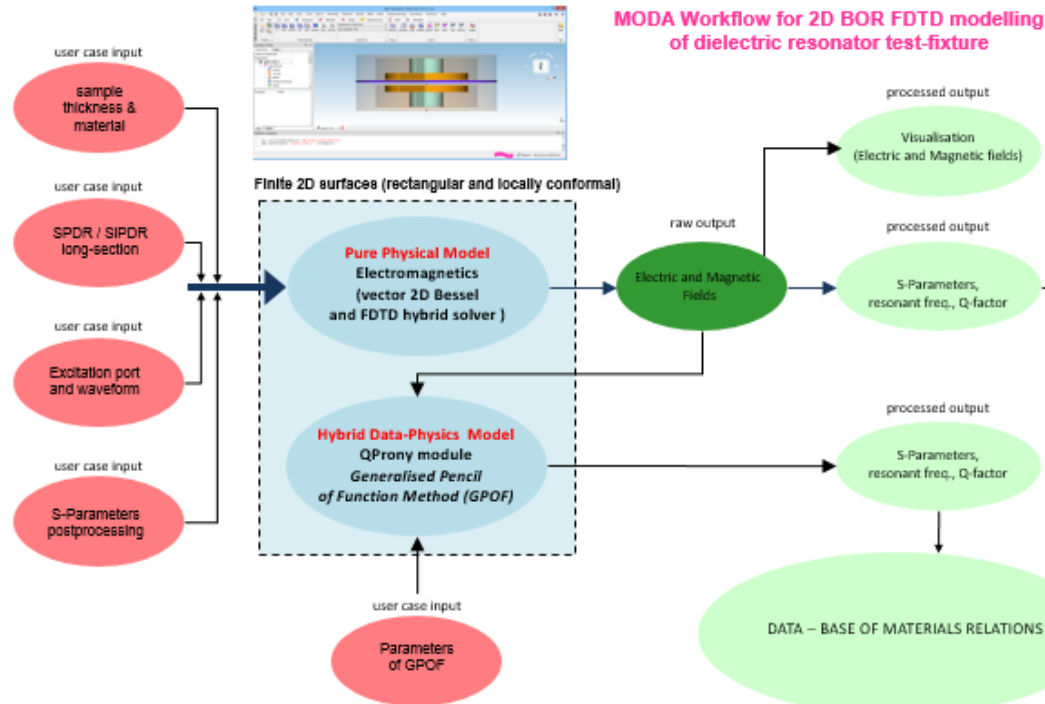 MODA Workflow for 2D BOR FDTD modelling
of dielectric resonator test-fixture
user case input
sample
thickness &
material
user case input
SPDR / SIPDR
long-section
user case input
Excitation port
and waveform
user case input
S-Parameters
postprocessing
Finite 2D surfaces (rectangular and locally conformal)
Pure Physical Model
Electromagnetics
(vector 2D Bessel
and FDTD hybrid solver )
Hybrid Data-Physics Model
QProny module
Generalised Pencil
of Function Method (GPOF)
user case input
Parameters
of GPOF
raw output
Electric and Magnetic
Fields
processed output
Visualisation
(Electric and Magnetic fields)
processed output
S-Parameters,
resonant freq., Q-factor
processed output
S-Parameters,
resonant freq., Q-factor
DATA – BASE OF MATERIALS RELATIONS